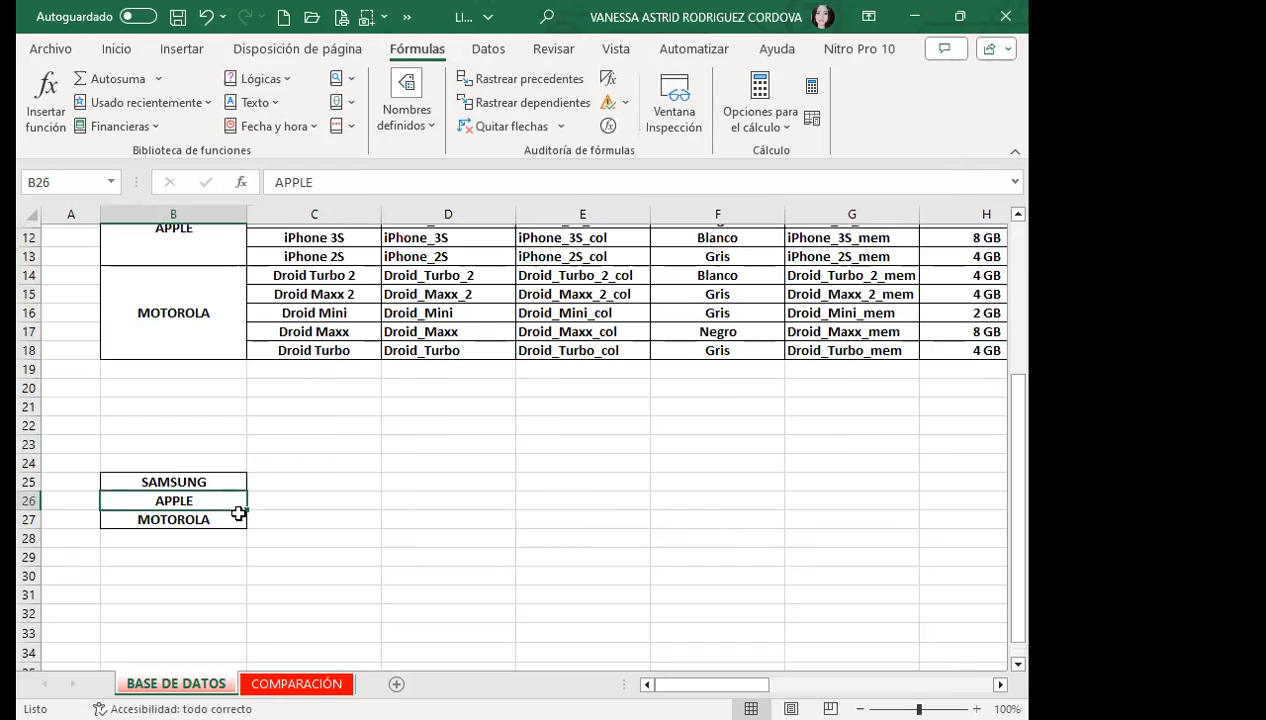 Autoguardado LI... VANESSA ASTRID RODRIGUEZ CORDOVA
Archivo Inicio Insertar Disposición de página Fórmulas Datos Revisar Vista Automatizar Ayuda Nitro Pro 10
Insertar función
Autosuma
Usado recientemente
Financieras
Lógicas
Texto
Fecha y hora
Nombres definidos
Rastrear precedentes
Rastrear dependientes
Quitar flechas
Ventana Inspección
Opciones para el cálculo
Biblioteca de funciones Auditoría de fórmulas Cálculo
B26 fx APPLE
A B C D E F G H
APPLE
12 iPhone 3S iPhone_3S iPhone_3S_col Blanco iPhone_3S_mem 8 GB
13 iPhone 2S iPhone_2S iPhone_2S_col Gris iPhone_2S_mem 4 GB
14 Droid Turbo 2 Droid_Turbo_2 Droid_Turbo_2_col Blanco Droid_Turbo_2_mem 4 GB
15 Droid Maxx 2 Droid_Maxx_2 Droid_Maxx_2_col Gris Droid_Maxx_2_mem 4 GB
16 MOTOROLA Droid Mini Droid_Mini Droid_Mini_col Gris Droid_Mini_mem 2 GB
17 Droid Maxx Droid_Maxx Droid_Maxx_col Negro Droid_Maxx_mem 8 GB
18 Droid Turbo Droid_Turbo Droid_Turbo_col Gris Droid_Turbo_mem 4 GB
19
20
21
22
23
24
25 SAMSUNG
26 APPLE
27 MOTOROLA
28
29
30
31
32
33
34
BASE DE DATOS COMPARACIÓN
Listo Accesibilidad: todo correcto 100%